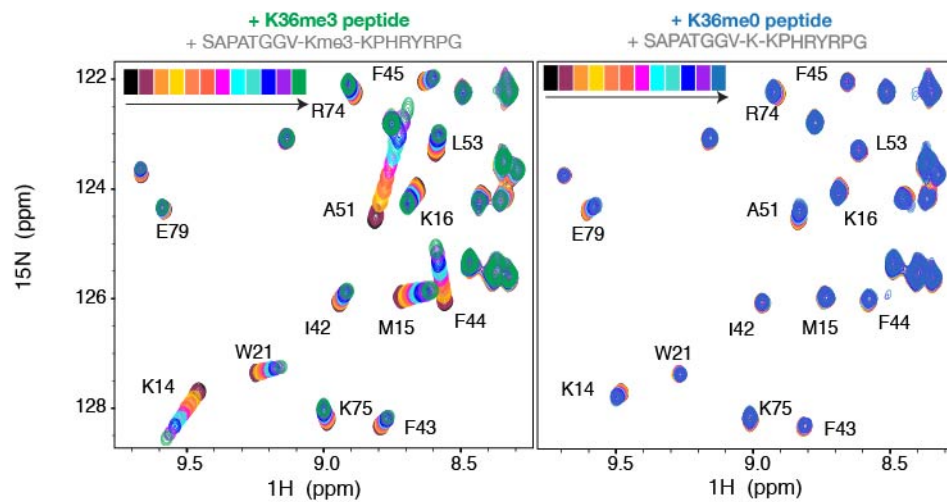 + K36me3 peptide
+ SAPATGGV-Kme3-KPHRYRPG
+ K36me0 peptide
+ SAPATGGV-K-KPHRYRPG
15N (ppm)
122
124
126
128
R74
F45
L53
A51
K16
E79
I42
M15
F44
W21
K14
K75
F43
9.5
9.0
8.5
1H (ppm)
F45
R74
L53
A51
K16
E79
I42
M15
F44
W21
K14
K75
F43
9.5
9.0
8.5
1H (ppm)